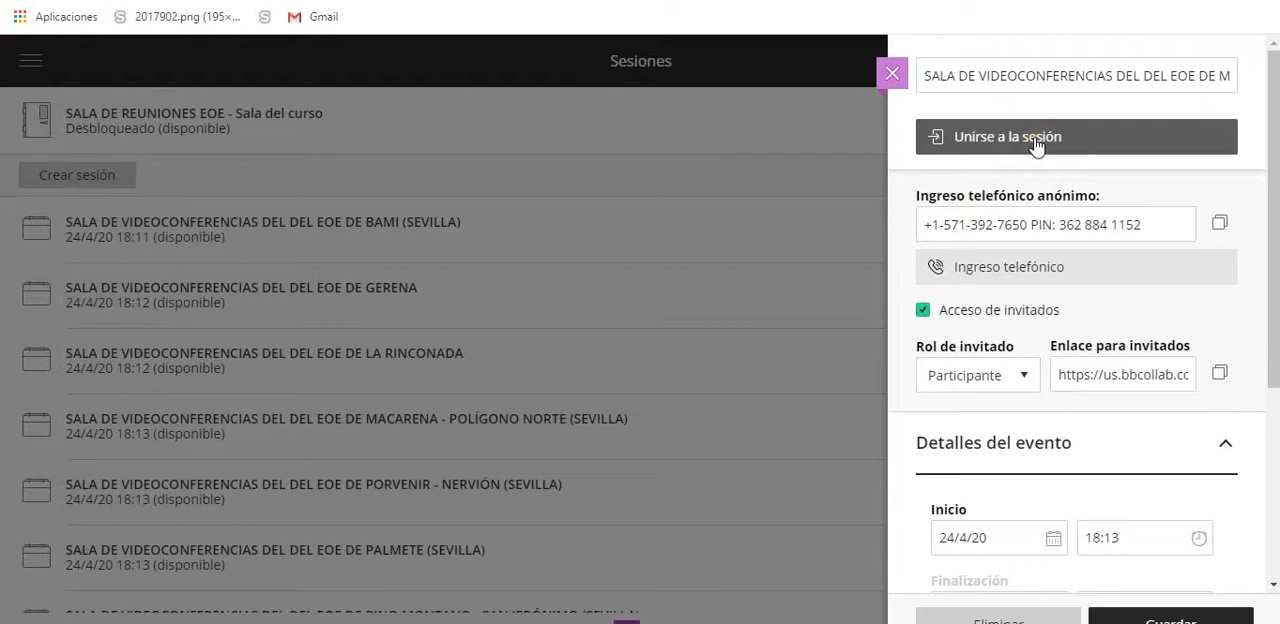 Aplicaciones
2017902.png (195×...
Gmail
Sesiones
SALA DE REUNIONES EOE - Sala del curso
Desbloqueado (disponible)
Crear sesión
SALA DE VIDEOCONFERENCIAS DEL DEL EOE DE BAMI (SEVILLA)
24/4/20 18:11 (disponible)
SALA DE VIDEOCONFERENCIAS DEL DEL EOE DE GERENA
24/4/20 18:12 (disponible)
SALA DE VIDEOCONFERENCIAS DEL DEL EOE DE LA RINCONADA
24/4/20 18:12 (disponible)
SALA DE VIDEOCONFERENCIAS DEL DEL EOE DE MACARENA - POLÍGONO NORTE (SEVILLA)
24/4/20 18:13 (disponible)
SALA DE VIDEOCONFERENCIAS DEL DEL EOE DE PORVENIR - NERVIÓN (SEVILLA)
24/4/20 18:13 (disponible)
SALA DE VIDEOCONFERENCIAS DEL DEL EOE DE PALMETE (SEVILLA)
24/4/20 18:13 (disponible)
SALA DE VIDEOCONFERENCIAS DEL DEL EOE DE M
Unirse a la sesión
Ingreso telefónico anónimo:
+1-571-392-7650 PIN: 362 884 1152
Ingreso telefónico
Acceso de invitados
Rol de invitado
Enlace para invitados
Participante
https://us.bbcollab.cc
Detalles del evento
Inicio
24/4/20
18:13
Finalización
Eliminar
Guardar